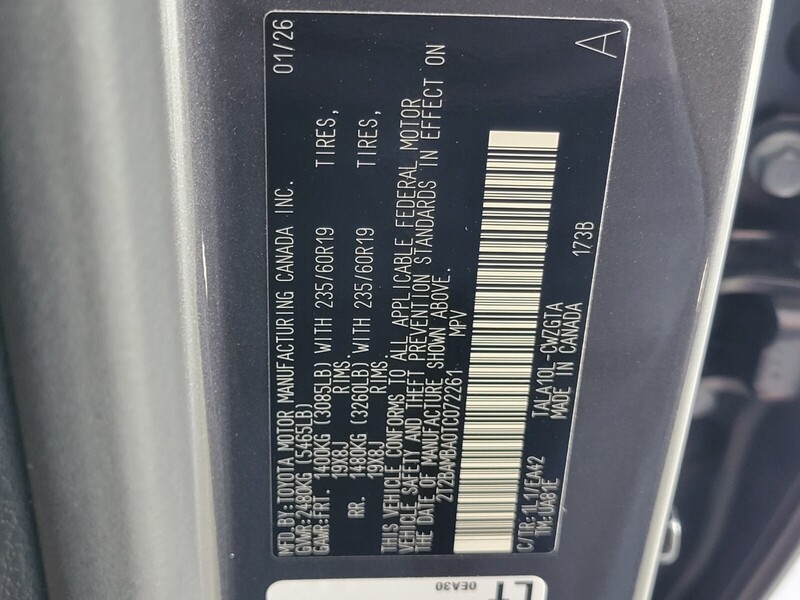 MFD. BY: TOYOTA MOTOR MANUFACTURING CANADA INC. 01/26
GVWR: 2480KG (5465LB)
GAWR: FRT. 1400KG (3085LB) WITH 235/60R19 TIRES,
19X8J RIMS.
RR. 1480KG (3260LB) WITH 235/60R19 TIRES,
19X8J RIMS.
THIS VEHICLE CONFORMS TO ALL APPLICABLE FEDERAL MOTOR
VEHICLE SAFETY AND THEFT PREVENTION STANDARDS IN EFFECT ON
THE DATE OF MANUFACTURE SHOWN ABOVE.
2T2BAMBA0TC072261 MPV
C/TR: 1L1/EA42 TALA10L-CWZGTA 173B
TM: UA81E MADE IN CANADA
A
0EA30